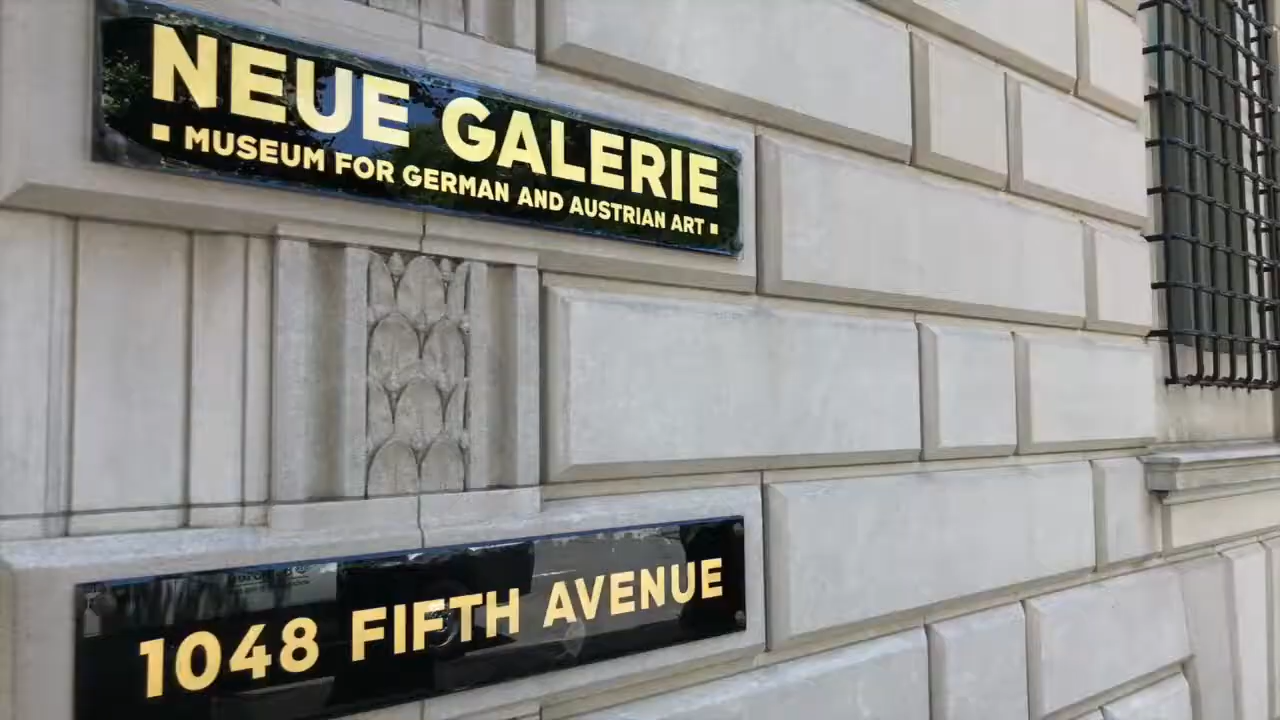 NEUE GALERIE
▪ MUSEUM FOR GERMAN AND AUSTRIAN ART ▪
1048 FIFTH AVENUE